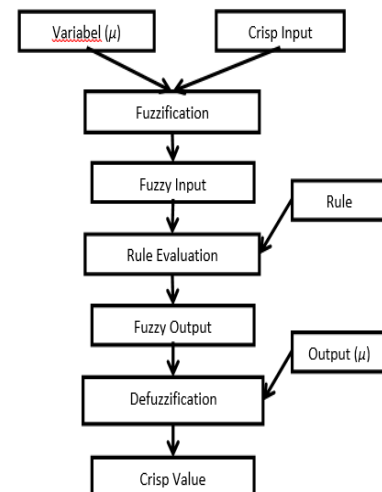 Variabel (μ)
Crisp Input
Fuzzification
Fuzzy Input
Rule
Rule Evaluation
Fuzzy Output
Output (μ)
Defuzzification
Crisp Value